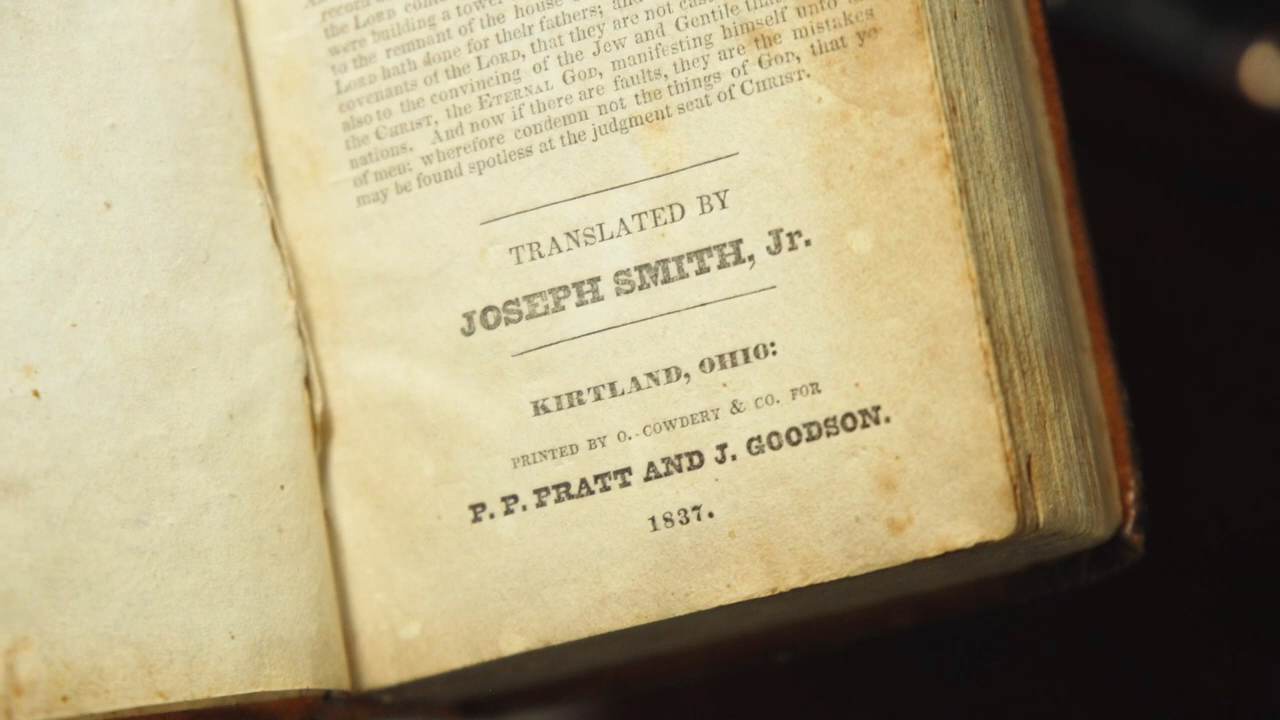 record of
the LORD
were building a tower
to the remnant of the house
LORD hath done for their fathers; and
covenants of the LORD, that they are not cast
also to the convincing of the Jew and Gentile that
the CHRIST, the ETERNAL GOD, manifesting himself unto
nations. And now if there are faults, they are the mistakes
of men; wherefore condemn not the things of GOD, that ye
may be found spotless at the judgment seat of CHRIST.
TRANSLATED BY
JOSEPH SMITH, Jr.
KIRTLAND, OHIO:
PRINTED BY O. COWDERY & CO. FOR
P. P. PRATT AND J. GOODSON.
1837.